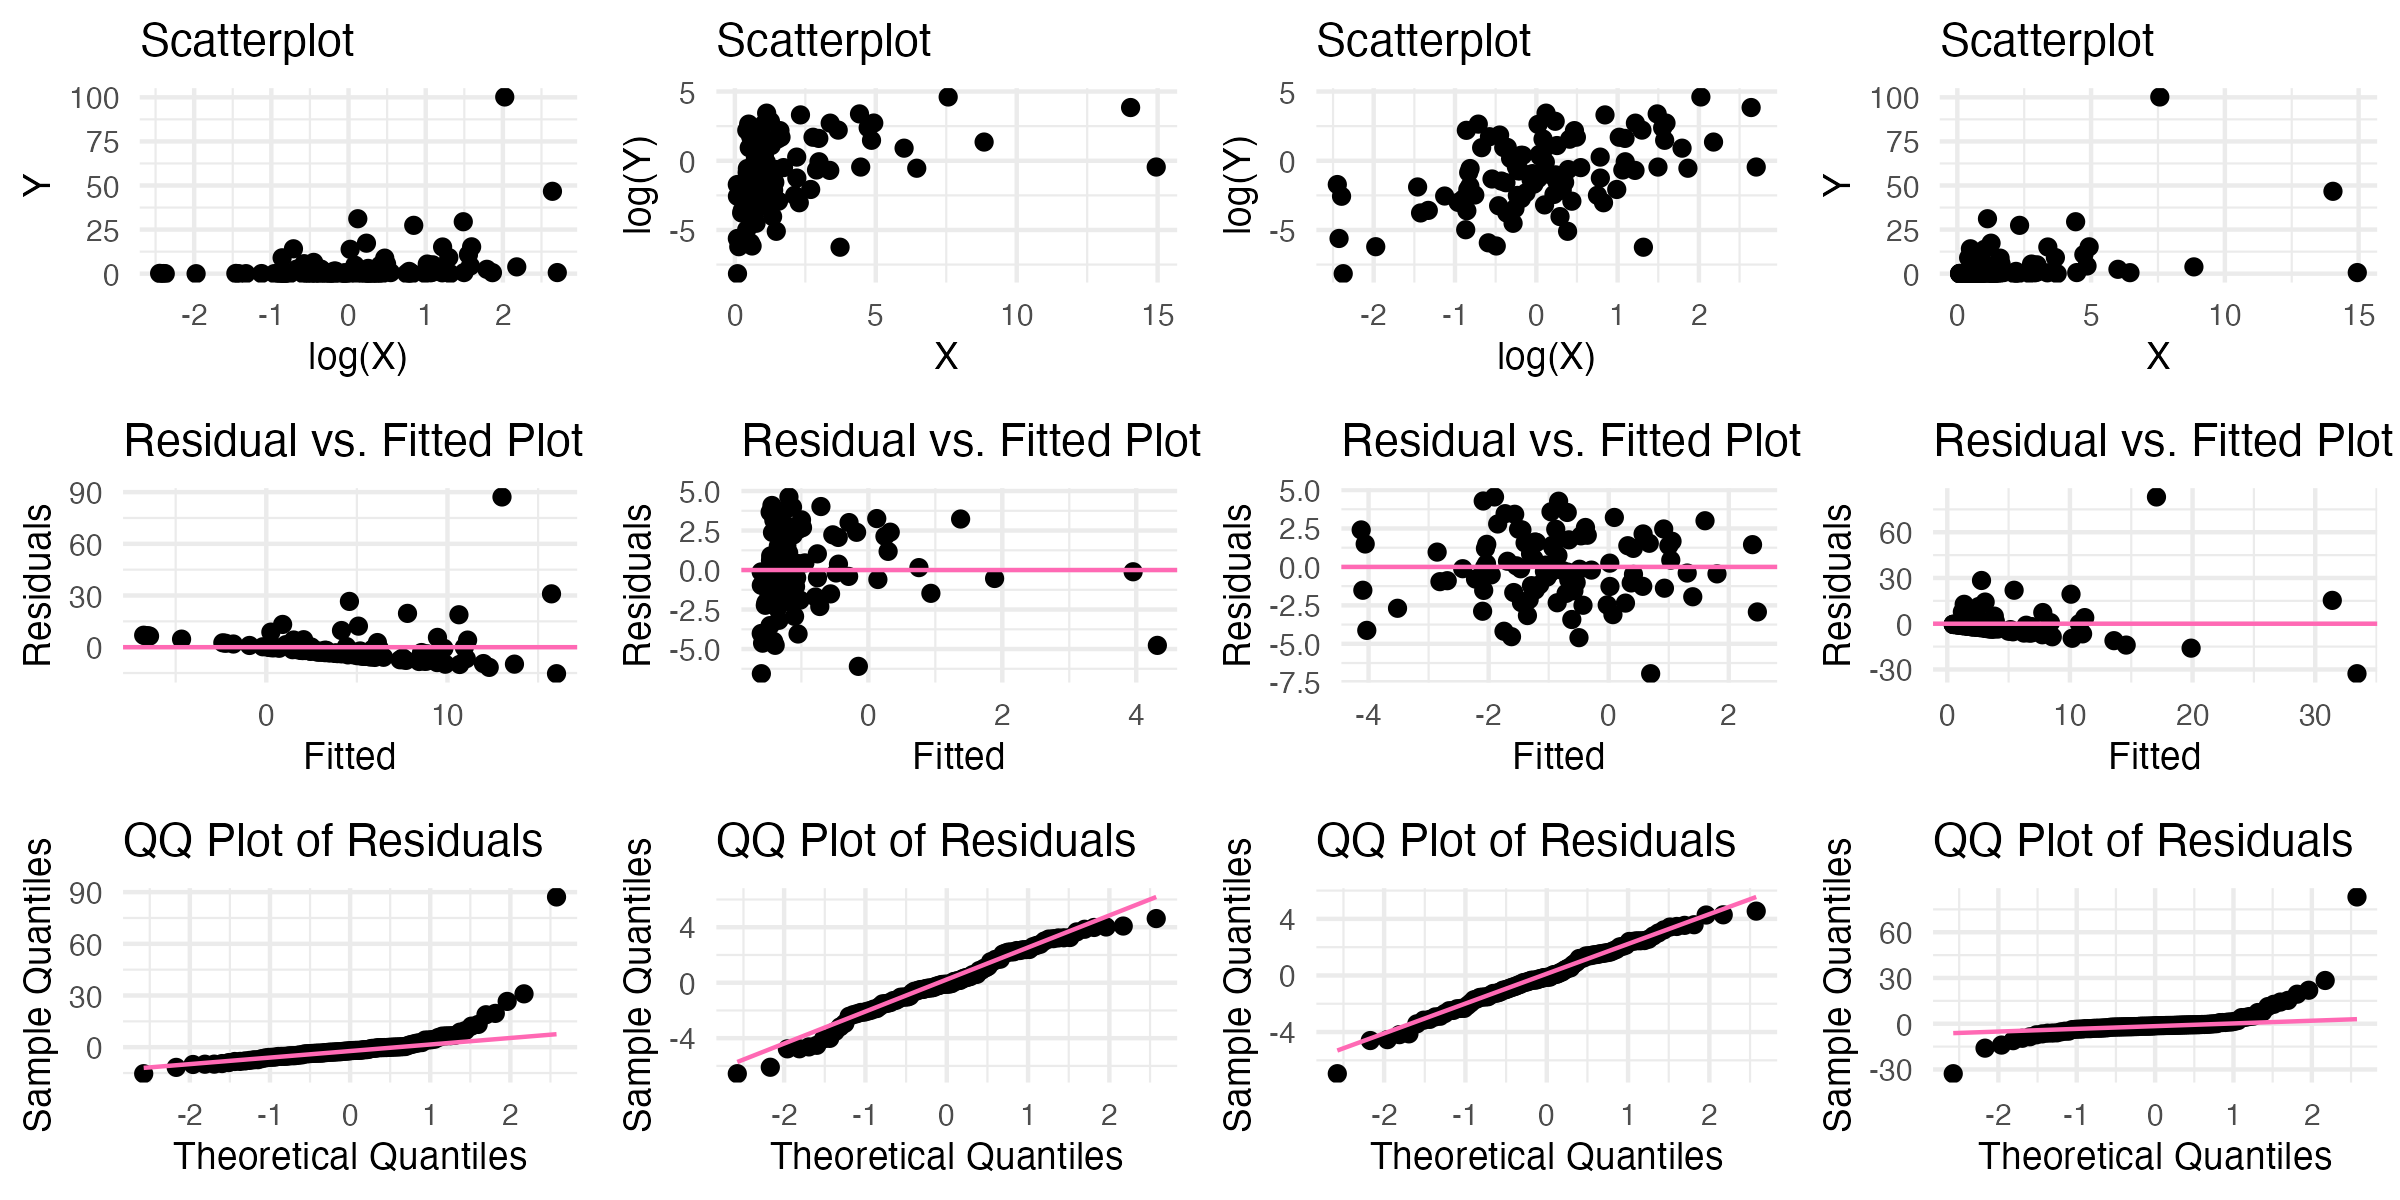 Scatterplot
Y
100
75
50
25
0
-2 -1 0 1 2
log(X)
Scatterplot
log(Y)
5
0
-5
0 5 10 15
X
Scatterplot
log(Y)
5
0
-5
-2 -1 0 1 2
log(X)
Scatterplot
Y
100
75
50
25
0
0 5 10 15
X
Residual vs. Fitted Plot
Residuals
90
60
30
0
0 10
Fitted
Residual vs. Fitted Plot
Residuals
5.0
2.5
0.0
-2.5
-5.0
0 2 4
Fitted
Residual vs. Fitted Plot
Residuals
5.0
2.5
0.0
-2.5
-5.0
-7.5
-4 -2 0 2
Fitted
Residual vs. Fitted Plot
Residuals
60
30
0
-30
0 10 20 30
Fitted
QQ Plot of Residuals
Sample Quantiles
90
60
30
0
-2 -1 0 1 2
Theoretical Quantiles
QQ Plot of Residuals
Sample Quantiles
4
0
-4
-2 -1 0 1 2
Theoretical Quantiles
QQ Plot of Residuals
Sample Quantiles
4
0
-4
-2 -1 0 1 2
Theoretical Quantiles
QQ Plot of Residuals
Sample Quantiles
60
30
0
-30
-2 -1 0 1 2
Theoretical Quantiles